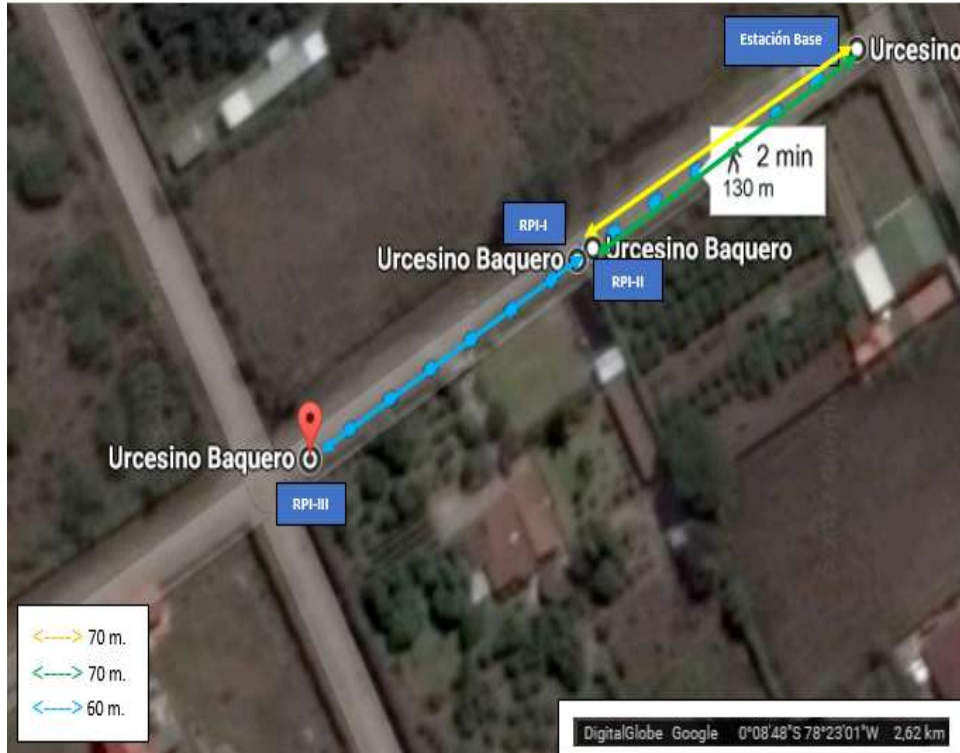 Estación Base
Urcesino
2 min
130 m
RPI-I
Urcesino Baquero
Urcesino Baquero
RPI-II
Urcesino Baquero
RPI-III
<----> 70 m.
<----> 70 m.
<----> 60 m.
DigitalGlobe Google 0°08'48"S 78°23'01"W 2,62 km